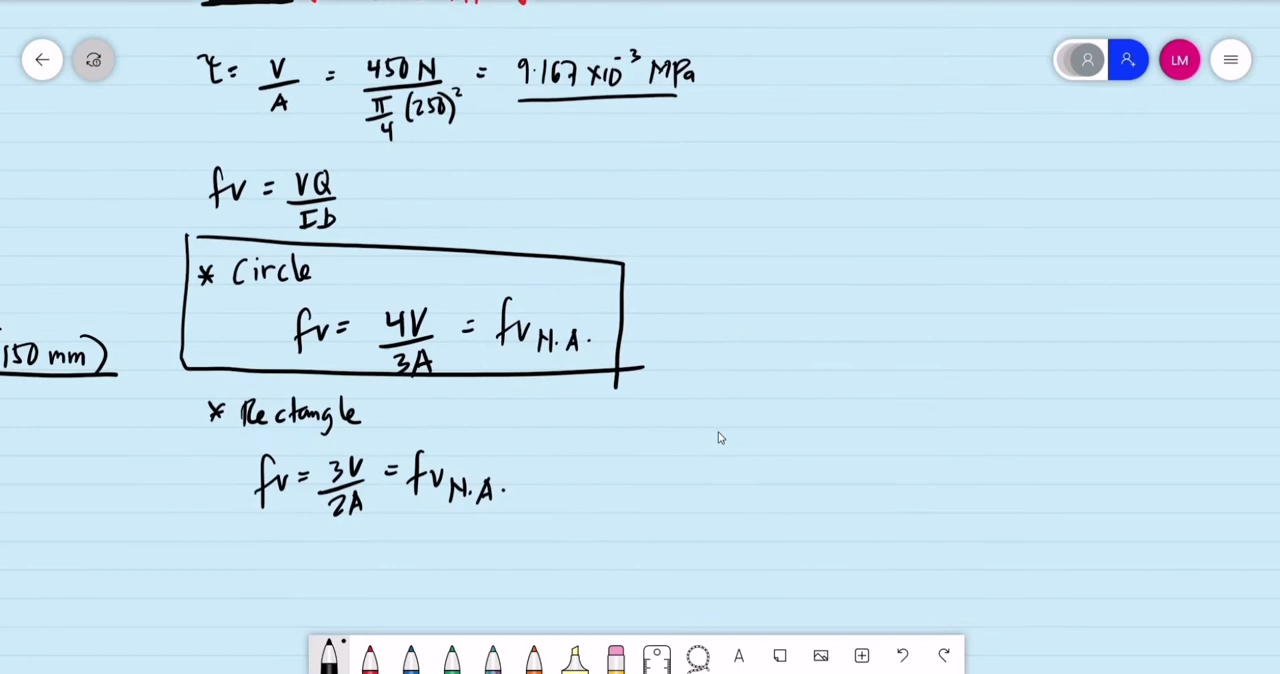 τ = V/A = 450 N / (π/4 (250)²) = 9.167 ×10⁻³ MPa
fv = VQ/Ib
* Circle
fv = 4V/3A = fv N.A.
150 mm)
* Rectangle
fv = 3V/2A = fv N.A.
LM
A